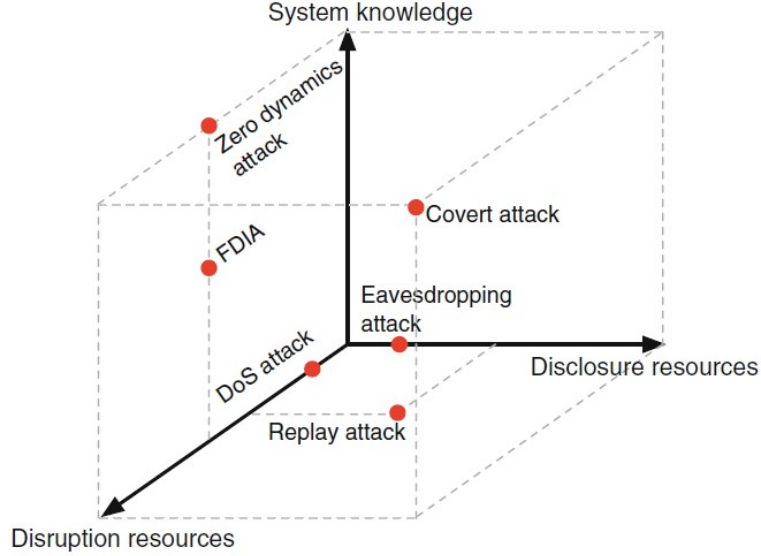 System knowledge
Zero dynamics
attack
Covert attack
FDIA
Eavesdropping
attack
DoS attack
Disclosure resources
Replay attack
Disruption resources